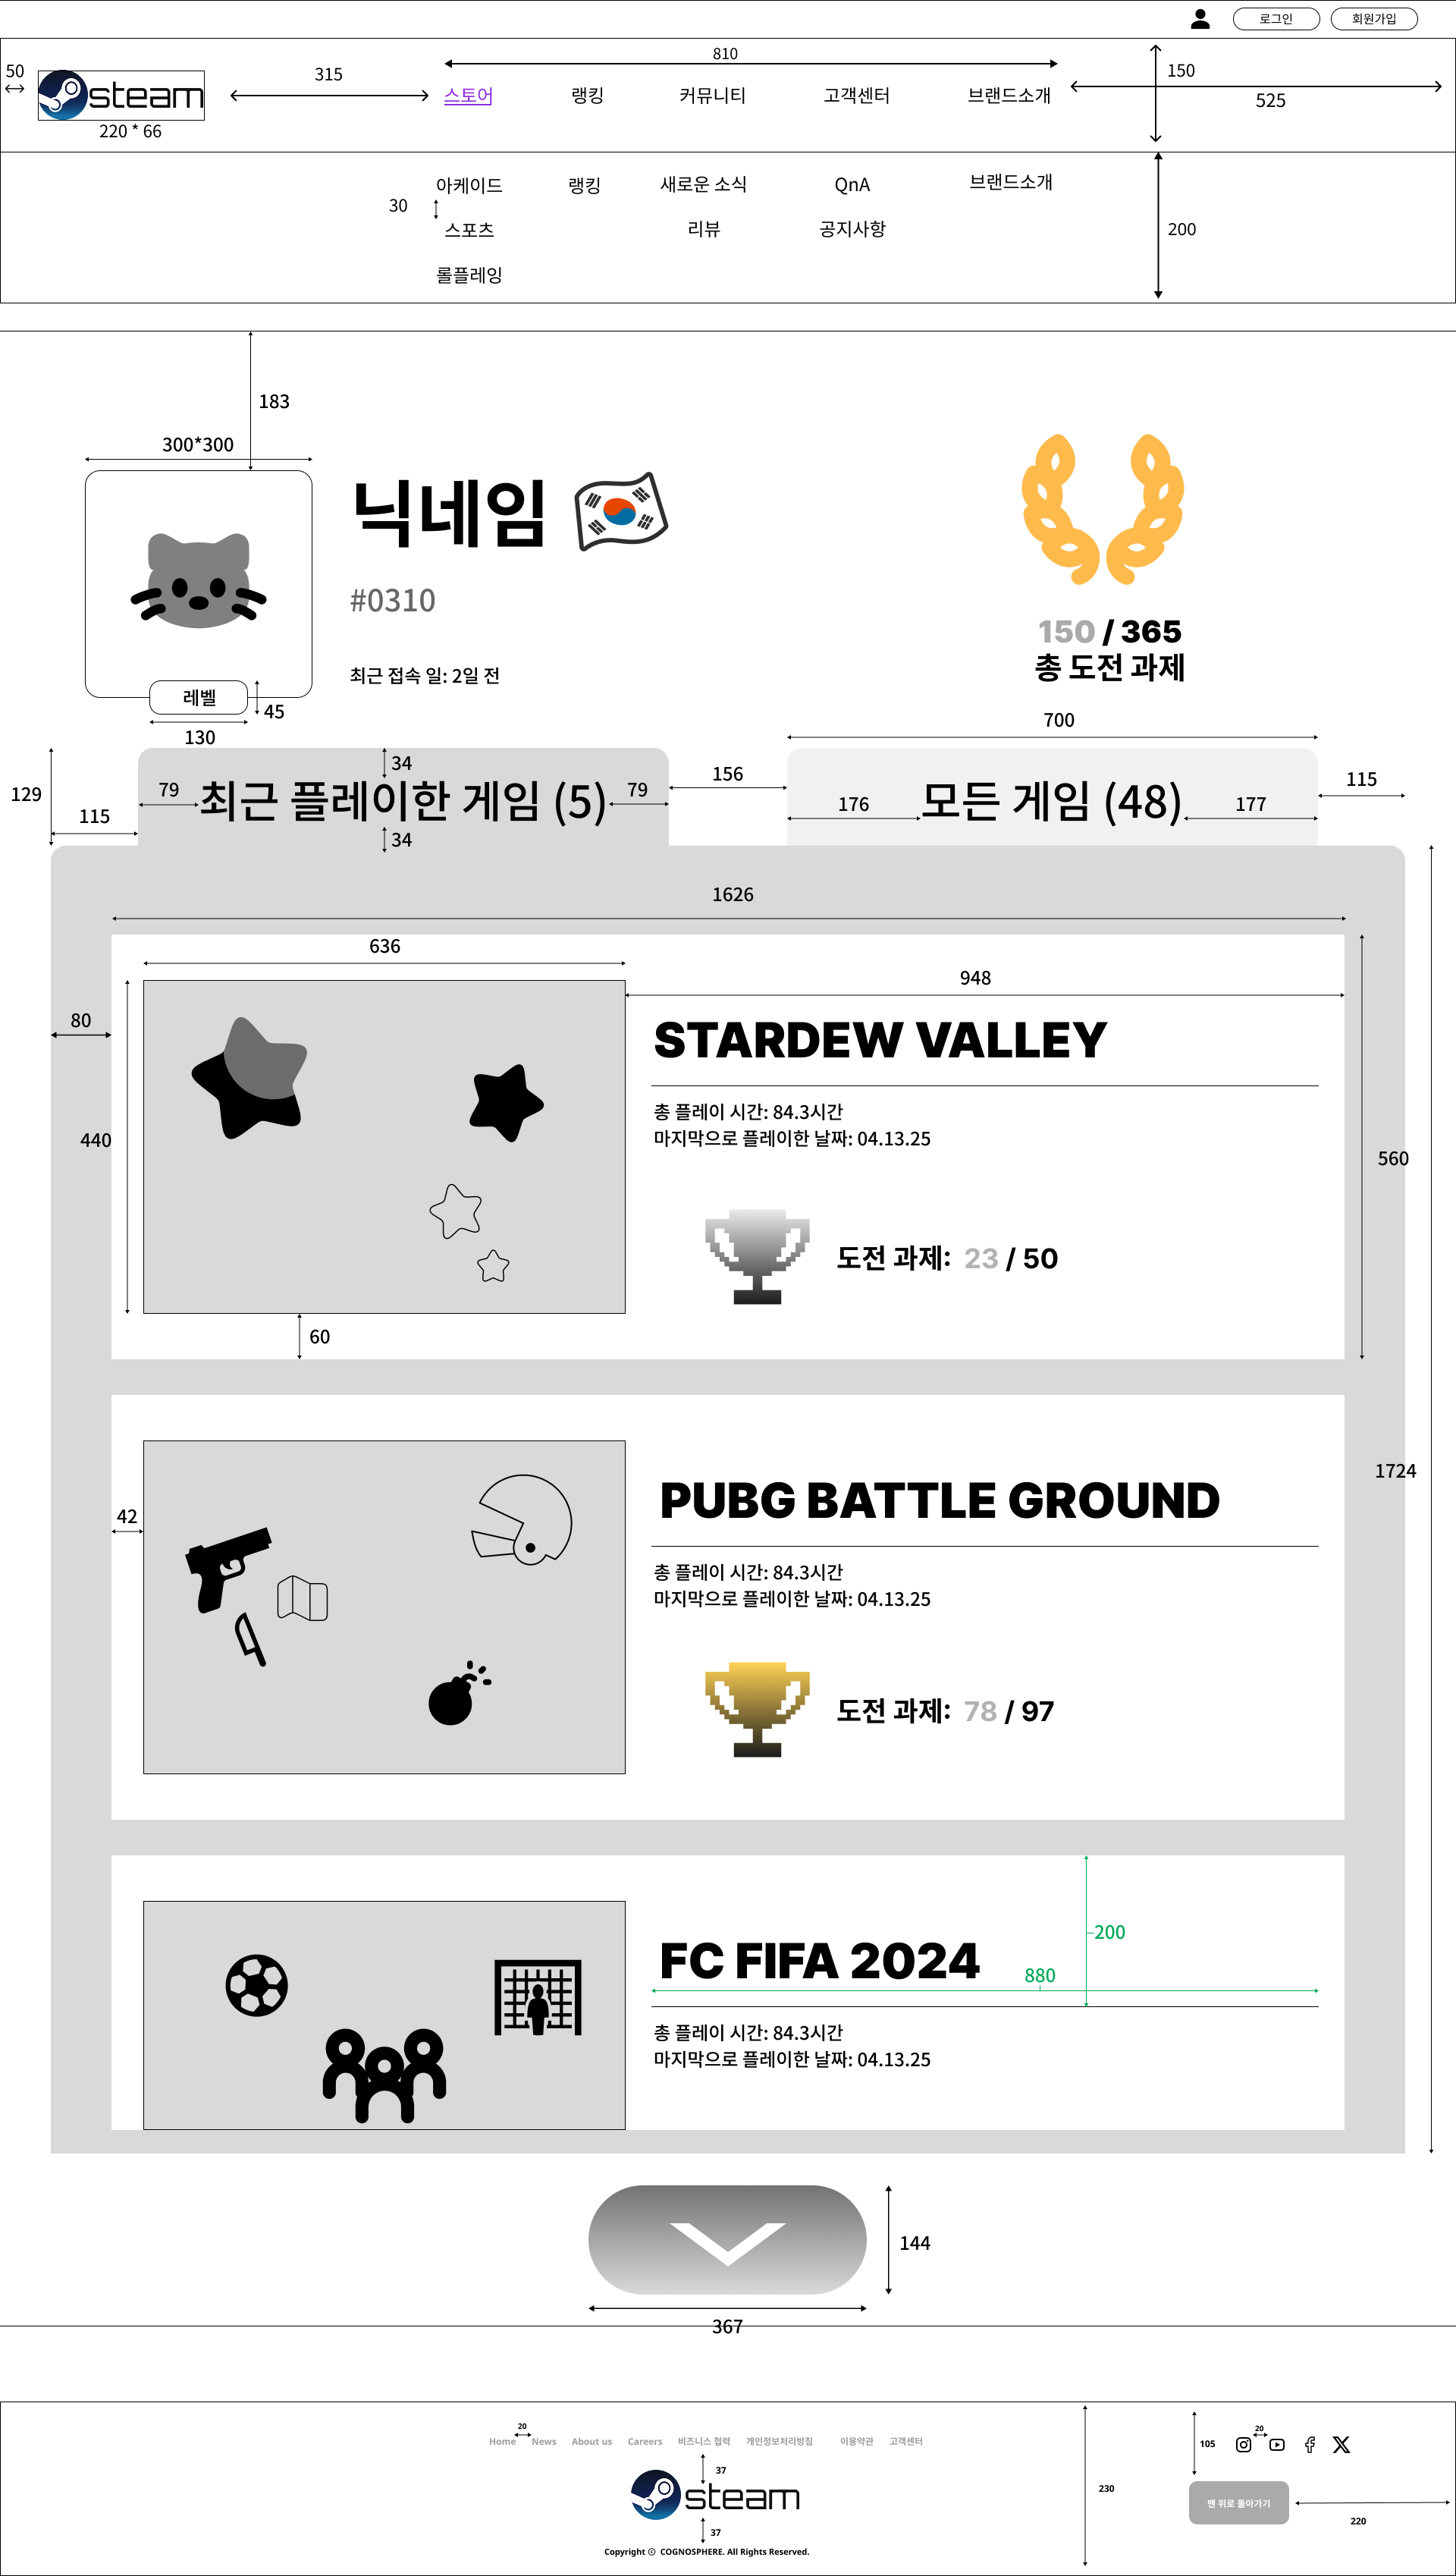 로그인 회원가입
50 315 810 150
steam 스토어 랭킹 커뮤니티 고객센터 브랜드소개 525
220 * 66
아케이드 랭킹 새로운 소식 QnA 브랜드소개
30
스포츠 리뷰 공지사항 200
롤플레잉
183
300*300
닉네임
#0310
150 / 365
총 도전 과제
최근 접속 일: 2일 전
레벨
45
130
700
129 115 79 34 최근 플레이한 게임 (5) 79 156 176 모든 게임 (48) 177 115
34
1626
636
948
80
STARDEW VALLEY
총 플레이 시간: 84.3시간
440 마지막으로 플레이한 날짜: 04.13.25
560
도전 과제: 23 / 50
60
1724
42
PUBG BATTLE GROUND
총 플레이 시간: 84.3시간
마지막으로 플레이한 날짜: 04.13.25
도전 과제: 78 / 97
200
FC FIFA 2024
880
총 플레이 시간: 84.3시간
마지막으로 플레이한 날짜: 04.13.25
144
367
20 20
Home News About us Careers 비즈니스 협력 개인정보처리방침 이용약관 고객센터
105
37
steam
230
맨 위로 돌아가기
220
37
Copyright ⓒ COGNOSPHERE. All Rights Reserved.